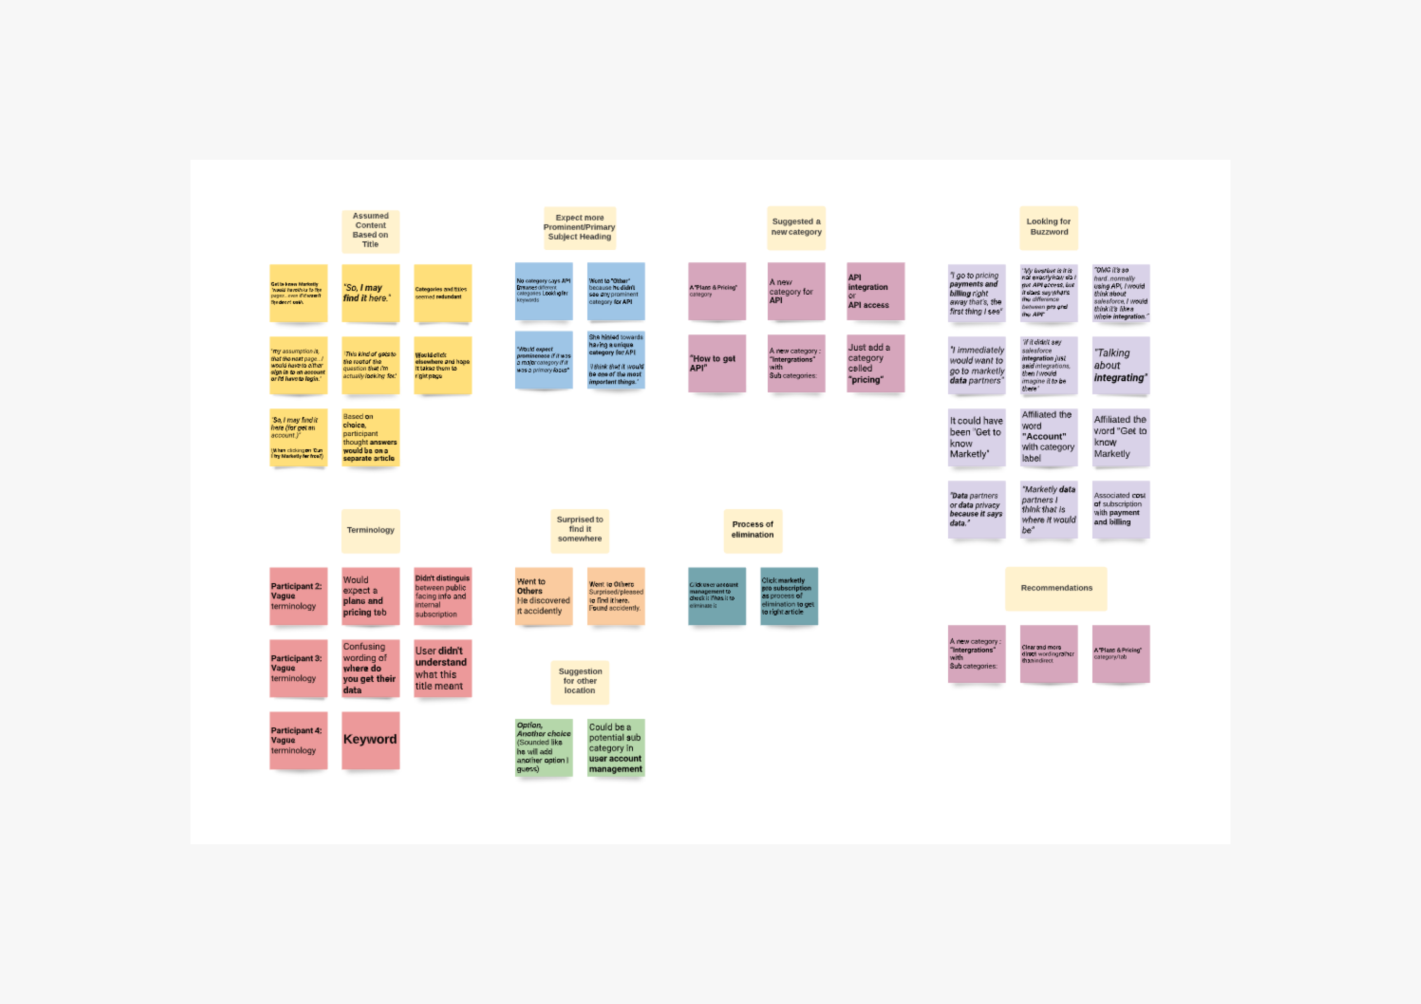 Assumed
Content
Based on
Title
"So, I may
find it here."
Categories and titles
seemed redundant
"My assumption is,
that the next page.. I
would have to either
sign in to an account
or I'd have to login."
"This kind of gets to
the root of the
question that i'm
actually looking for."
Would click
elsewhere and hope
it takes them to
right page.
"So, I may find it
here (for get an
account.)"
Based on
choice,
participant
thought answers
would be on a
separate article
Expect more
Prominent/Primary
Subject Heading
No category says API
categories
keywords
Went to "Other"
because he didn't
see any prominent
category for API
"Would expect
prominence if it was
a major category if it
was a primary focus"
She hinted towards
having a unique
category for API
"I think that it would
be one of the most
important things."
Suggested a
new category
A "Plant & Pricing"
category
A new
category for
API
API
integration
or
API access
"How to get
API"
A new category :
"Intergrations"
with
Sub categories:
Just add a
category
called
"pricing"
Looking for
Buzzword
"I go to pricing
payments and
billing right
away that's, the
first thing I see"
"My hesitation is it is
not exactly how do I
get API access, but
it does say what's
the difference
between pro and
the API"
"OMG it's so
hard. normally
using API, I would
think about
salesforce, I would
think it's like a
whole integration."
"I immediately
would want to
go to marketly
data partners"
"if it didn't say
salesforce
integration just
said integrations,
then I would
imagine it to be
there"
"Talking
about
integrating"
It could have
been "Get to
know
Marketly"
Affiliated the
word
"Account"
with category
label
Affiliated the
word "Get to
know
Marketly
"Data partners
or data privacy
because it says
data."
"Marketly data
partners I
think that is
where it would
be"
Associated cost
of subscription
with payment
and billing
Terminology
Participant 2:
Vague
terminology
Would
expect a
plans and
pricing tab
Didn't distinguis
between public
facing info and
internal
subscription
Participant 3:
Vague
terminology
Confusing
wording of
where do
you get their
data
User didn't
understand
what this
title meant
Participant 4:
Vague
terminology
Keyword
Surprised to
find it
somewhere
Went to
Others
He discovered
it accidently
Went to Others
Surprised/pleased
to find it here.
Found accidently.
Suggestion
for other
location
Option,
Another choice
(Sounded like
he will add
another option I
guess)
Could be a
potential sub
category in
user account
management
Process of
elimination
Click user account
management to
check it if was it to
eliminate it
Click marketly
pro subscription
as process of
elimination to get
to right article
Recommendations
A new category :
"Intergrations"
with
Sub categories:
Clear and more
direct wording rather
than indirect.
A "Plant & Pricing"
category/tab